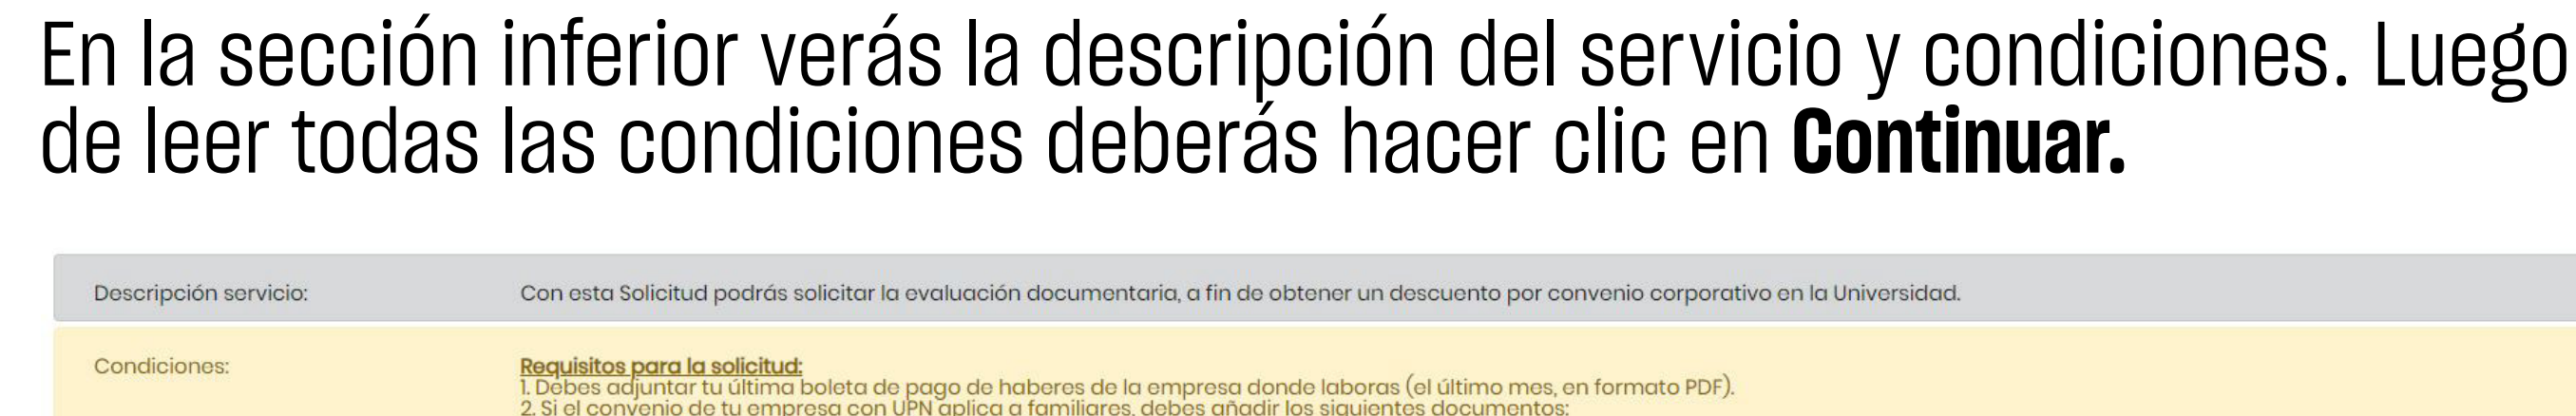 En la sección inferior verás la descripción del servicio y condiciones. Luego
de leer todas las condiciones deberás hacer clic en Continuar.
Descripción servicio: Con esta Solicitud podrás solicitar la evaluación documentaria, a fin de obtener un descuento por convenio corporativo en la Universidad.
Condiciones: Requisitos para la solicitud:
1. Debes adjuntar tu última boleta de pago de haberes de la empresa donde laboras (el último mes, en formato PDF).
2. Si el convenio de tu empresa con UPN aplica a familiares, debes añadir los siguientes documentos: